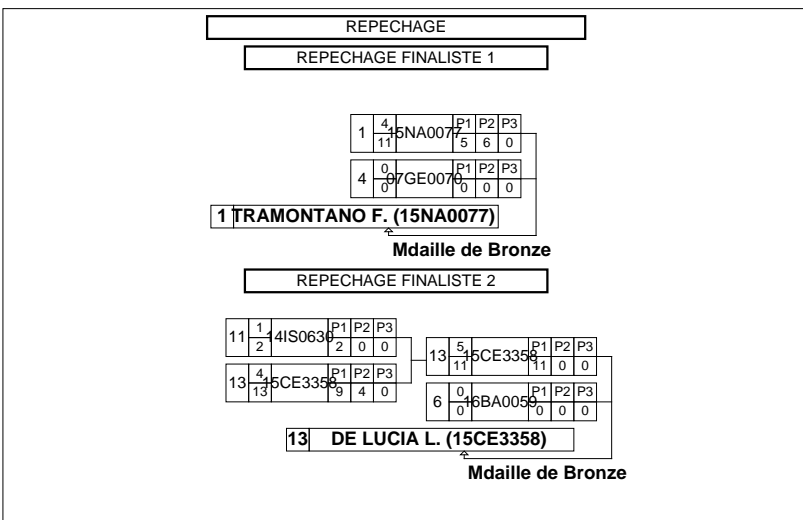 REPECHAGE
REPECHAGE FINALISTE 1
1 4 15NA0077 P1 P2 P3
11 5 6 0
4 0 07GE0070 P1 P2 P3
0 0 0 0
1 TRAMONTANO F. (15NA0077)
Mdaille de Bronze
REPECHAGE FINALISTE 2
11 1 14IS0630 P1 P2 P3
2 2 0 0
13 4 15CE3358 P1 P2 P3
13 9 4 0
13 5 15CE3358 P1 P2 P3
11 11 0 0
6 0 16BA0059 P1 P2 P3
0 0 0 0
13 DE LUCIA L. (15CE3358)
Mdaille de Bronze